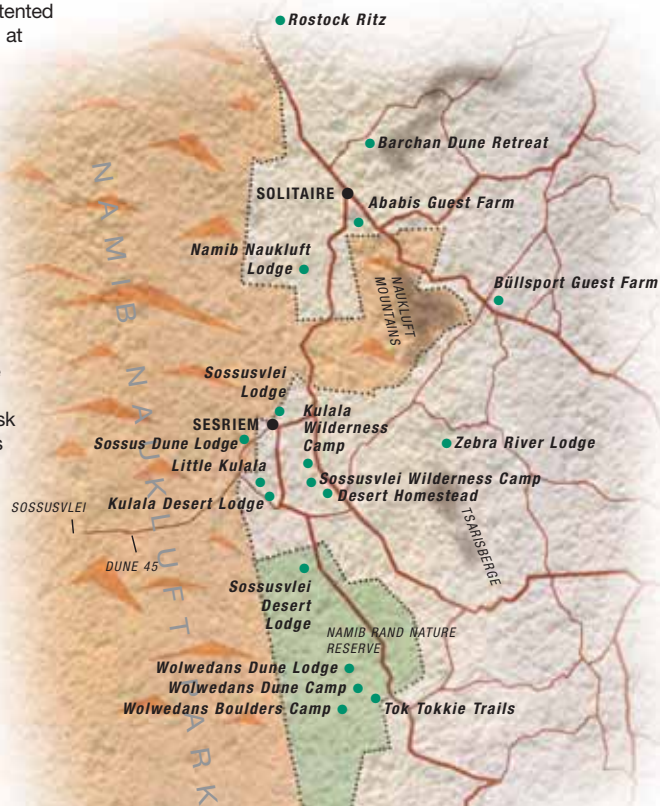 tented
at
Rostock Ritz
Barchan Dune Retreat
SOLITAIRE
Ababis Guest Farm
Namib Naukluft
Lodge
NAUKLUFT
MOUNTAINS
Büllsport Guest Farm
NAMIB NAUKLUFT PARK
Sossusvlei
Lodge
sk
s
SESRIEM
Kulala
Wilderness
Camp
Sossus Dune Lodge
Zebra River Lodge
Little Kulala
Sossusvlei Wilderness Camp
Kulala Desert Lodge
Desert Homestead
SOSSUSVLEI
DUNE 45
TSARISBERGE
Sossusvlei
Desert
Lodge
NAMIB RAND NATURE
RESERVE
Wolwedans Dune Lodge
Wolwedans Dune Camp
Wolwedans Boulders Camp
Tok Tokkie Trails